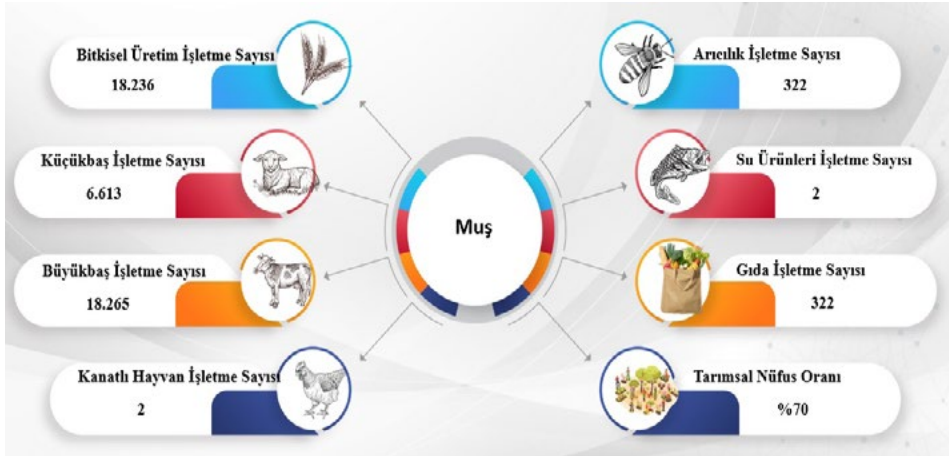 Bitkisel Üretim İşletme Sayısı
18.236
Küçükbaş İşletme Sayısı
6.613
Büyükbaş İşletme Sayısı
18.265
Kanatlı Hayvan İşletme Sayısı
2
Muş
Arıcılık İşletme Sayısı
322
Su Ürünleri İşletme Sayısı
2
Gıda İşletme Sayısı
322
Tarımsal Nüfus Oranı
%70